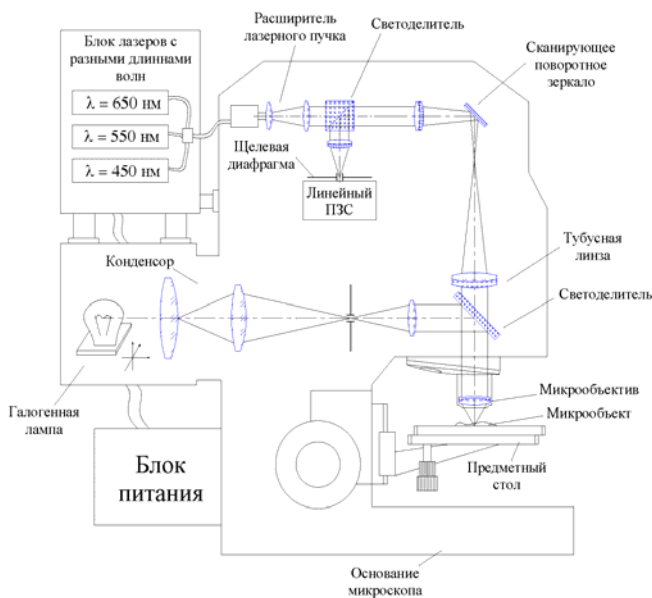 Блок лазеров с
разными длиннами
волн
λ = 650 нм
λ = 550 нм
λ = 450 нм
Расширитель
лазерного пучка
Светоделитель
Сканирующее
поворотное
зеркало
Щелевая
диафрагма
Линейный
ПЗС
Тубусная
линза
Светоделитель
Конденсор
Галогенная
лампа
Микрообъектив
Микрообъект
Предметный
стол
Блок
питания
Основание
микроскопа